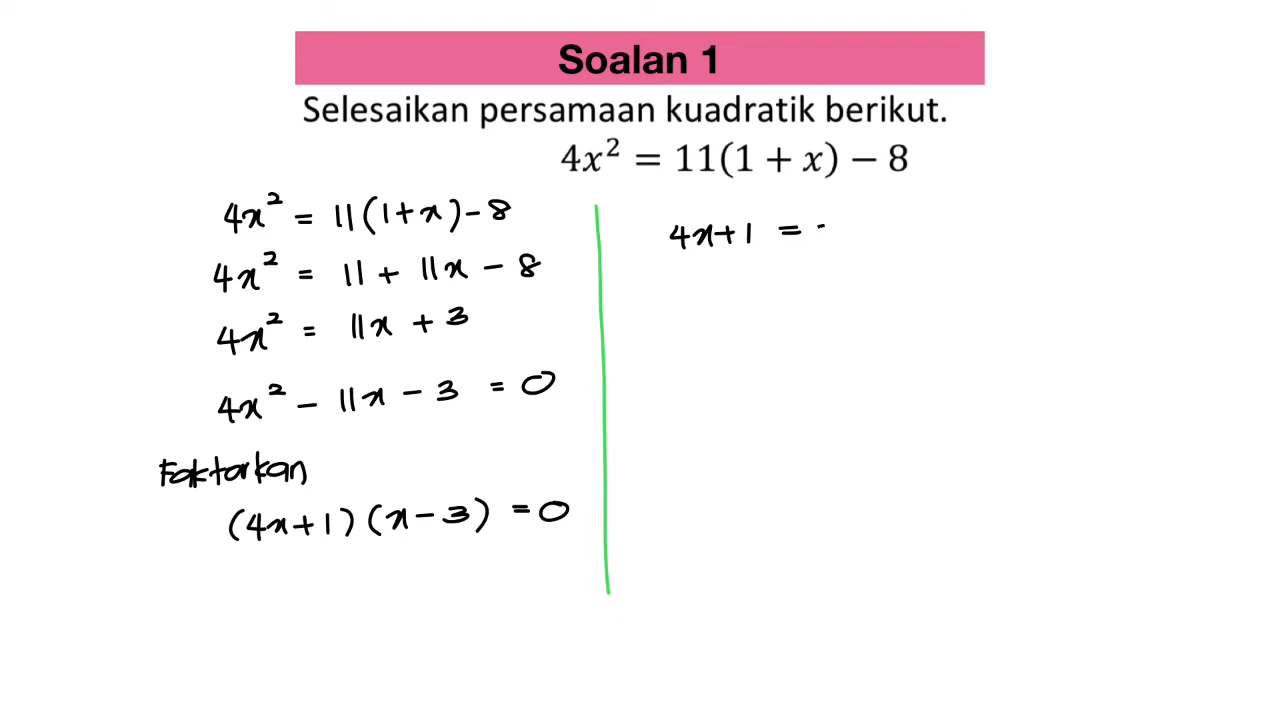 Soalan 1
Selesaikan persamaan kuadratik berikut.
4x² = 11(1 + x) − 8
4x² = 11(1+x)-8
4x² = 11 + 11x - 8
4x² = 11x + 3
4x² - 11x - 3 = 0
Faktorkan
(4x+1)(x-3) = 0
4x+1 =